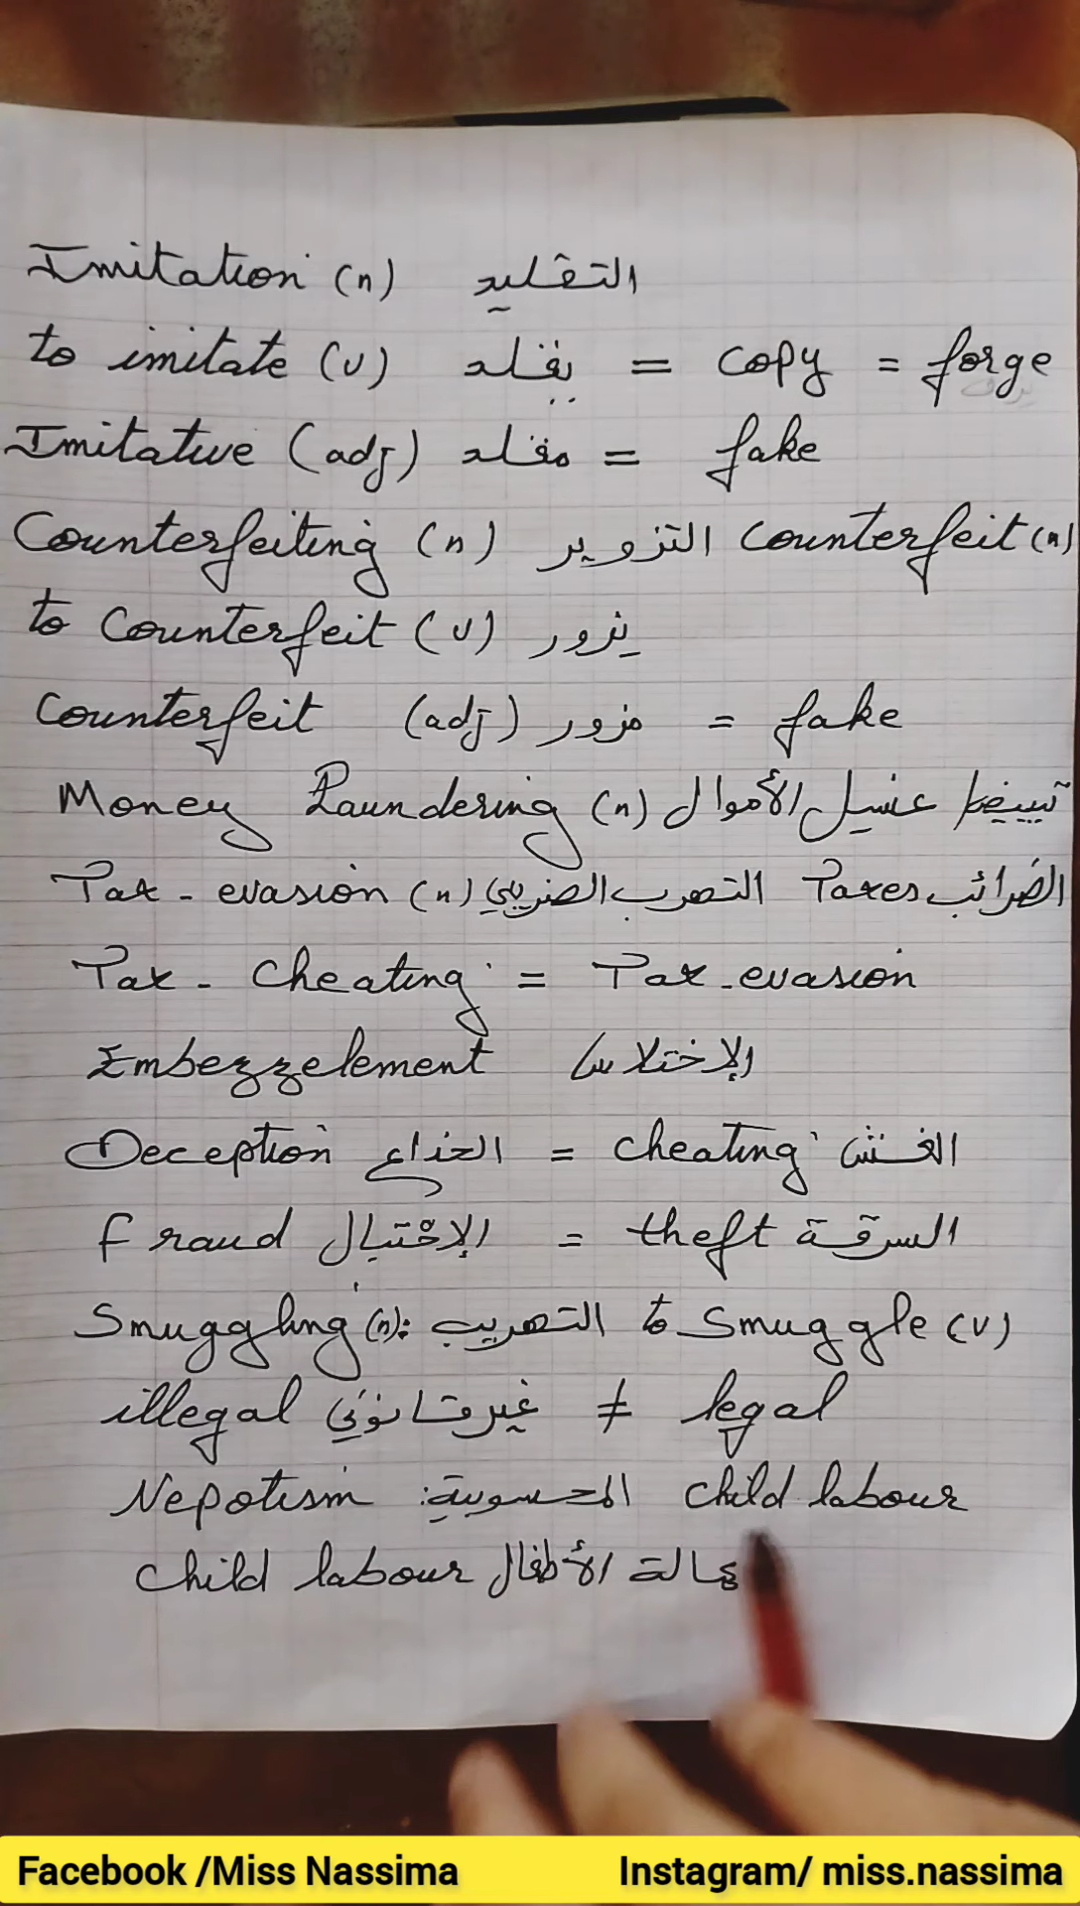 Imitation (n) التقليد
to imitate (v) يقلد = copy = forge
Imitative (adj) مقلد = fake
Counterfeiting (n) التزوير Counterfeit (n)
to Counterfeit (v) يزور
Counterfeit (adj) مزور = fake
Money Laundering (n) تبييض / غسيل الأموال
Tax - evasion (n) التهرب الضريبي Taxes الضرائب
Tax - Cheating = Tax - evasion
Embezzelement الإختلاس
Deception الخداع = cheating الغش
fraud الإحتيال = theft السرقة
Smuggling (n): التهريب to smuggle (v)
illegal غير قانوني ≠ legal
Nepotism المحسوبية: child labour
child labour عمالة الأطفال
Facebook /Miss Nassima Instagram/ miss.nassima